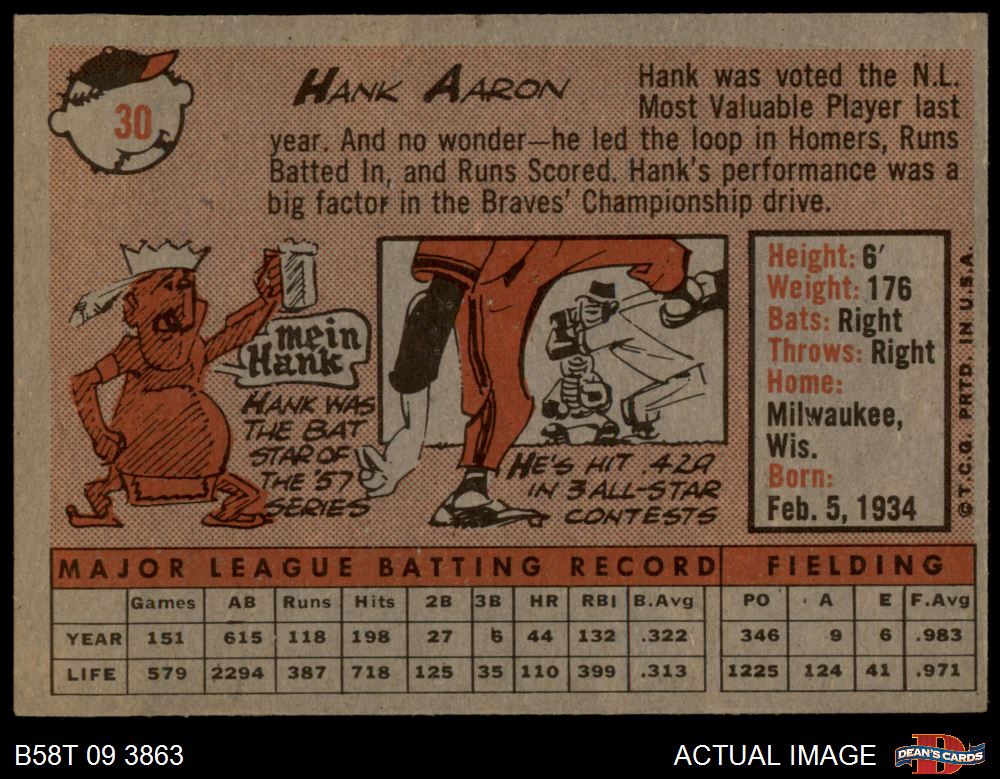 30
HANK AARON
Hank was voted the N.L.
Most Valuable Player last
year. And no wonder—he led the loop in Homers, Runs
Batted In, and Runs Scored. Hank's performance was a
big factor in the Braves' Championship drive.
mein
Hank
HANK WAS
THE BAT
STAR OF
THE '57
SERIES
HE'S HIT .429
IN 3 ALL-STAR
CONTESTS
Height: 6'
Weight: 176
Bats: Right
Throws: Right
Home:
Milwaukee,
Wis.
Born:
Feb. 5, 1934
© T.C.G. PRTD. IN U.S.A.
MAJOR LEAGUE BATTING RECORD FIELDING
Games AB Runs Hits 2B 3B HR RBI B.Avg PO A E F.Avg
YEAR 151 615 118 198 27 6 44 132 .322 346 9 6 .983
LIFE 579 2294 387 718 125 35 110 399 .313 1225 124 41 .971
B58T 09 3863 ACTUAL IMAGE DEAN'S CARDS